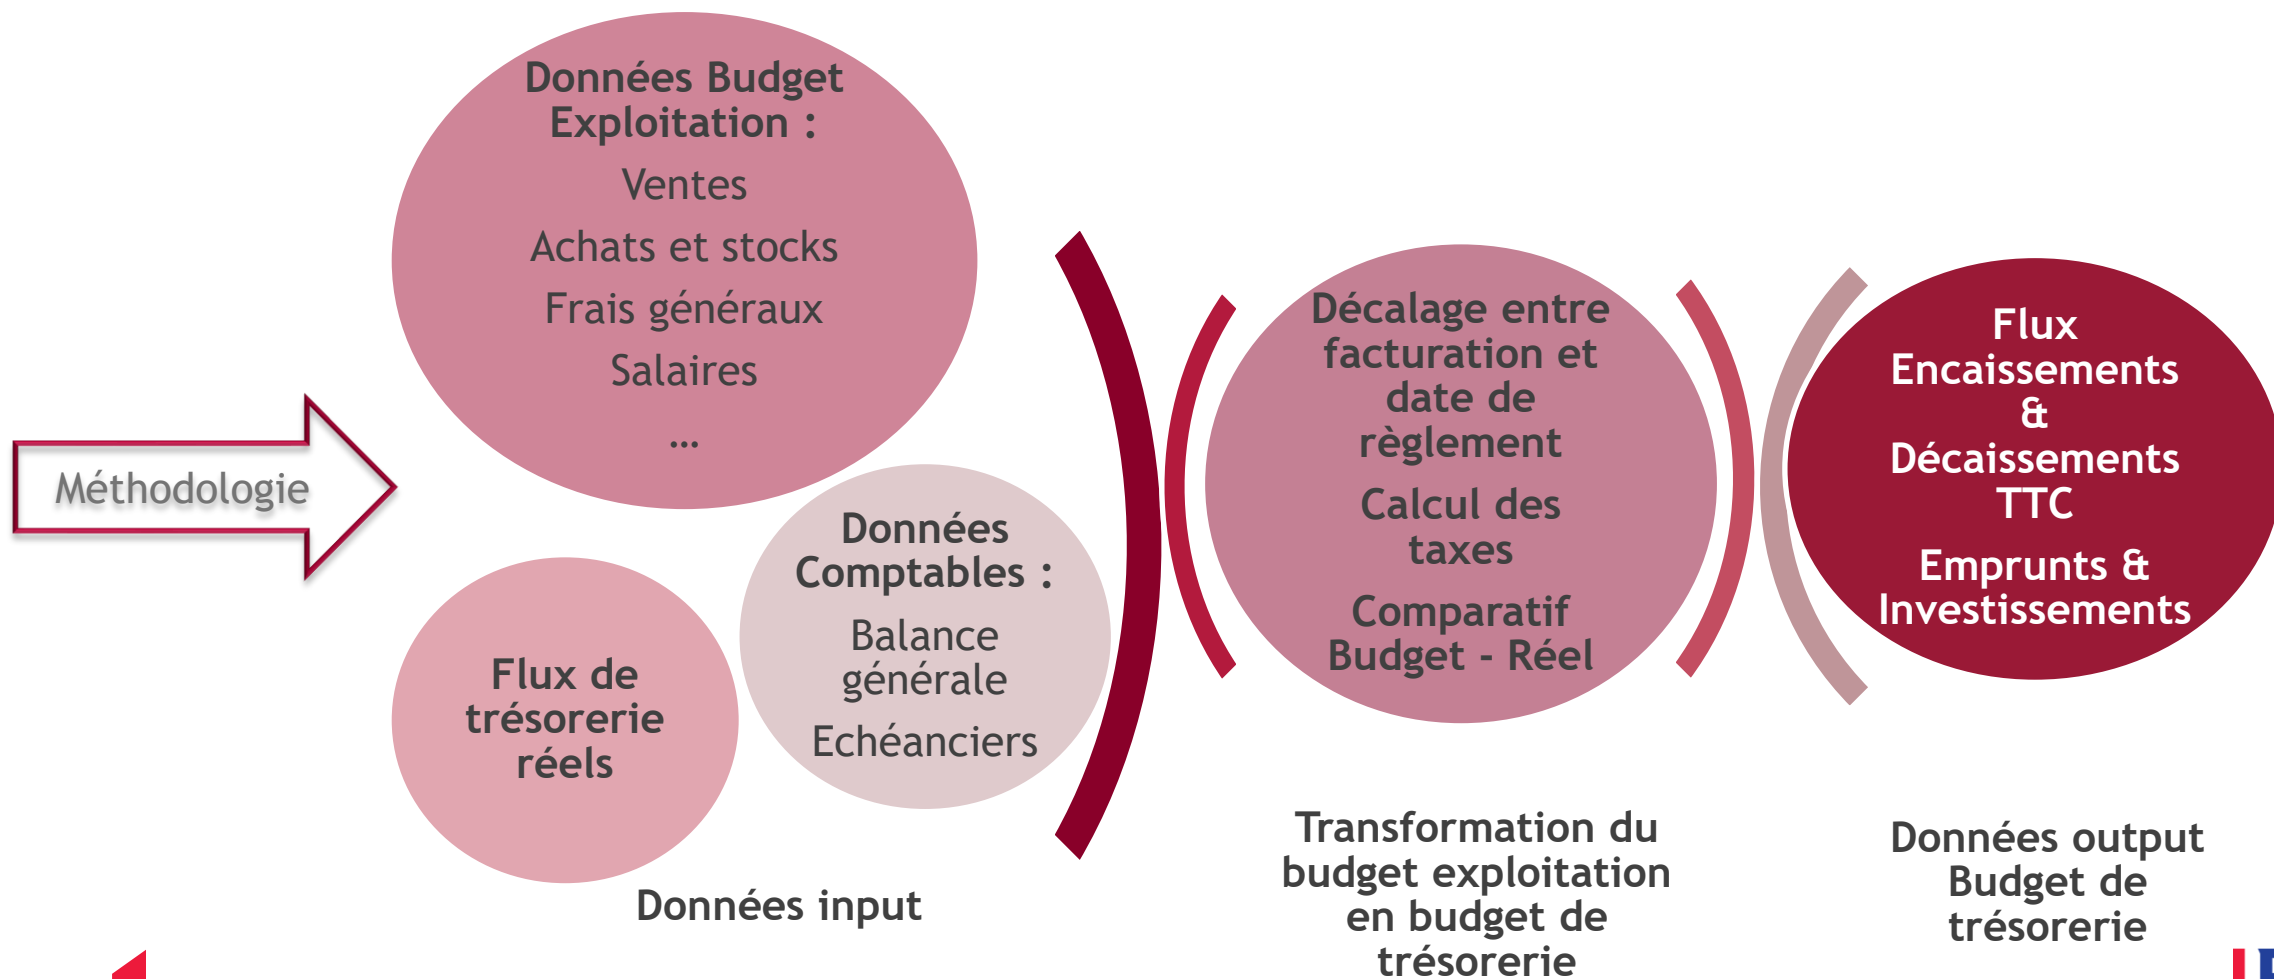 Méthodologie
Données Budget
Exploitation :
Ventes
Achats et stocks
Frais généraux
Salaires
...
Données
Comptables :
Balance
générale
Echéanciers
Flux de
trésorerie
réels
Données input
Décalage entre
facturation et
date de
règlement
Calcul des
taxes
Comparatif
Budget - Réel
Transformation du
budget exploitation
en budget de
trésorerie
Flux
Encaissements
&
Décaissements
TTC
Emprunts &
Investissements
Données output
Budget de
trésorerie